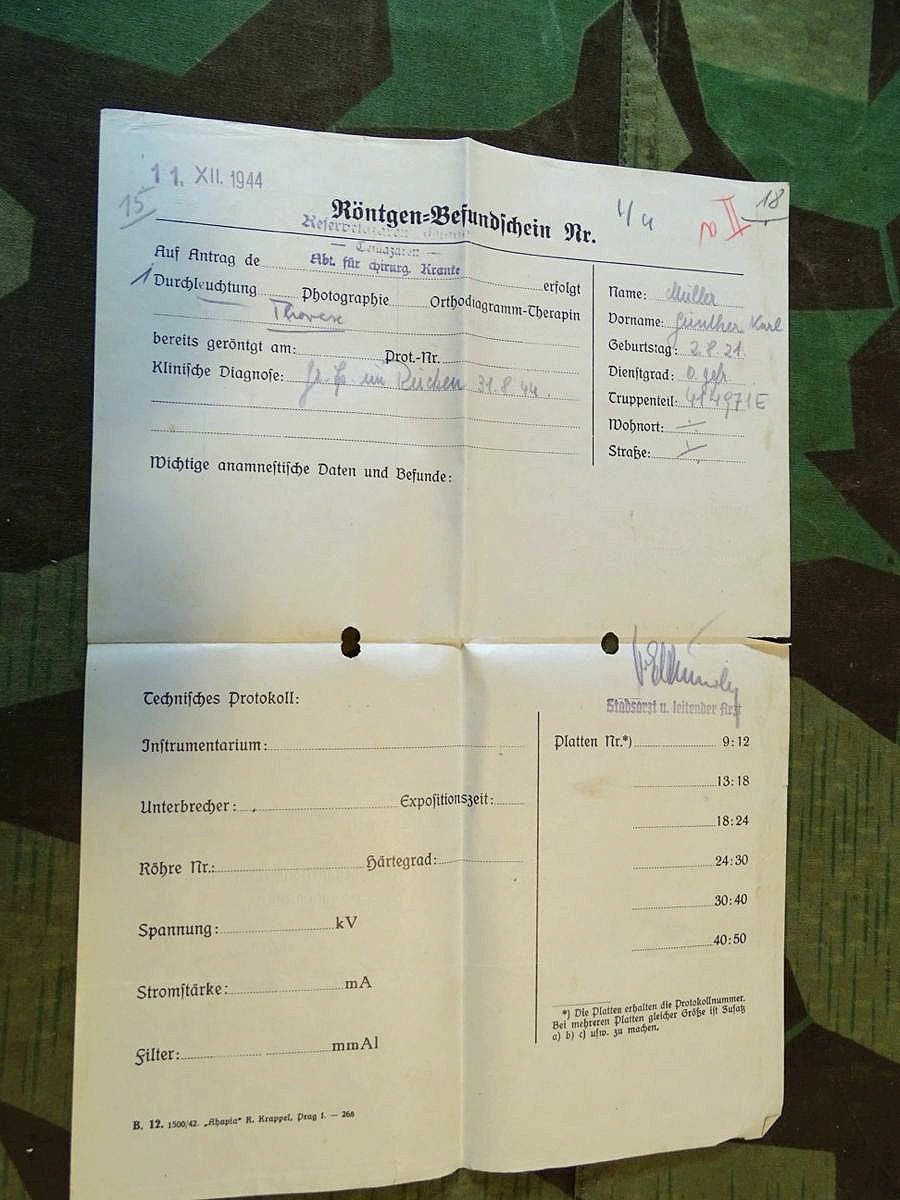 11. XII. 1944
15
18
Röntgen=Befundschein Nr.
II
Abt. für chirurg. Kranke
Auf Antrag de erfolgt
Durchleuchtung Photographie Orthodiagramm-Therapin
Thorax
bereits geröntgt am: Prot.-Nr.
Klinische Diagnose: im Rücken 31.8.44.
Wichtige anamnestische Daten und Befunde:
Name: Müller
Vorname: Günther Karl
Geburtstag: 2.8.21.
Dienstgrad: O.gefr.
Truppenteil: 414971E
Wohnort:
Straße:
Stabsarzt u. leitender Arzt
Technisches Protokoll:
Instrumentarium:
Unterbrecher: Expositionszeit:
Röhre Nr.: Härtegrad:
Spannung: kV
Stromstärke: mA
Filter: mmAl
Platten Nr.*) 9:12
13:18
18:24
24:30
30:40
40:50
*) Die Platten erhalten die Protokollnummer.
Bei mehreren Platten gleicher Größe ist Zusatz
a) b) c) usw. zu machen.
B. 12. 1500/42. „Ahapia" R. Krappel, Prag I. — 268